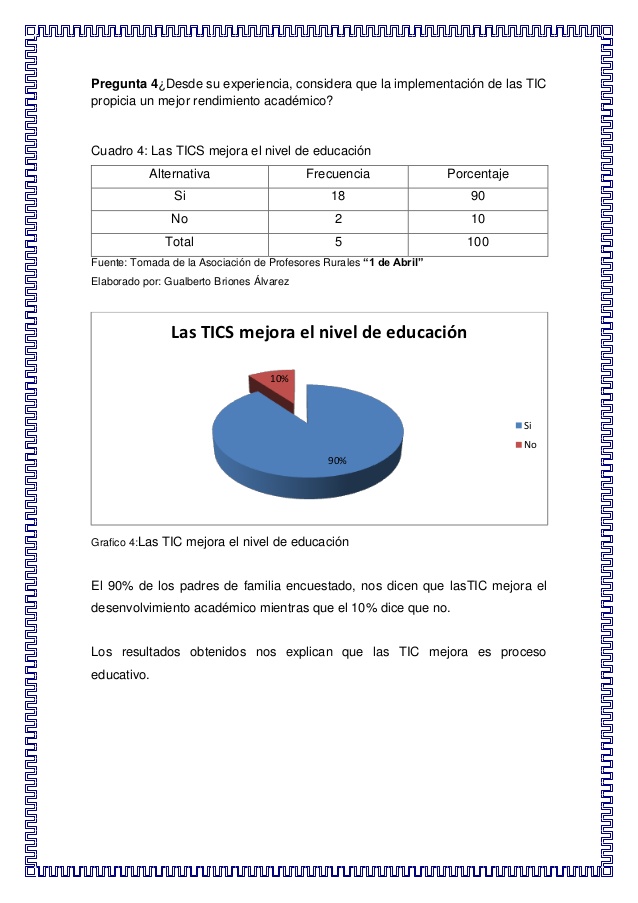 Pregunta 4¿Desde su experiencia, considera que la implementación de las TIC
propicia un mejor rendimiento académico?
Cuadro 4: Las TICS mejora el nivel de educación
Alternativa Frecuencia Porcentaje
Si 18 90
No 2 10
Total 5 100
Fuente: Tomada de la Asociación de Profesores Rurales “1 de Abril”
Elaborado por: Gualberto Briones Álvarez
Las TICS mejora el nivel de educación
10%
90%
Si
No
Grafico 4:Las TIC mejora el nivel de educación
El 90% de los padres de familia encuestado, nos dicen que lasTIC mejora el
desenvolvimiento académico mientras que el 10% dice que no.
Los resultados obtenidos nos explican que las TIC mejora es proceso
educativo.